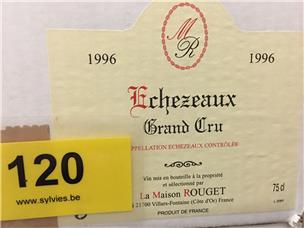 M
R
1996
1996
Echezeaux
Grand Cru
APPELLATION ECHEZEAUX CONTRÔLÉE
Vin mis en bouteille à la propriété
et sélectionné par
La Maison ROUGET
75 cl
à 21700 Villars-Fontaine (Côte d'Or) France
PRODUIT DE FRANCE
120
www.sylvies.be